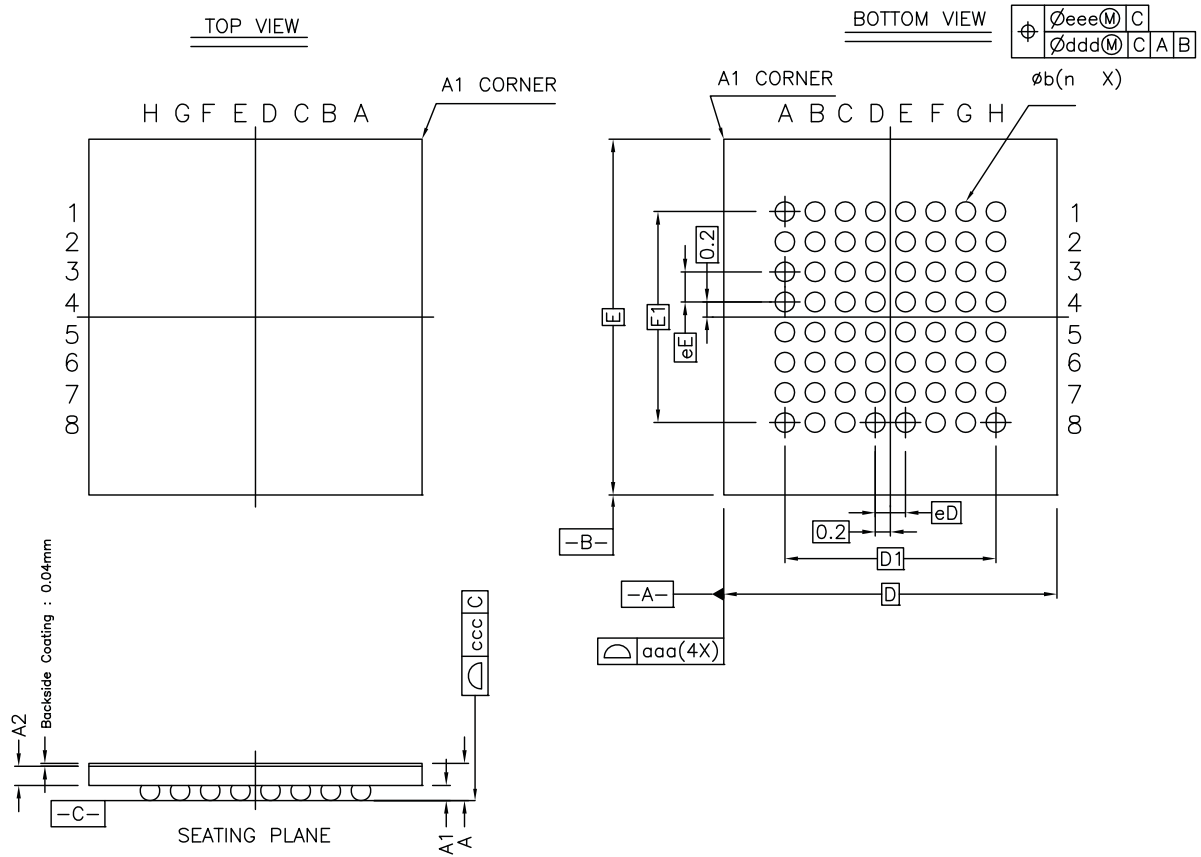 TOP VIEW
A1 CORNER
H G F E D C B A
1
2
3
4
5
6
7
8
BOTTOM VIEW
Øeee Ⓜ C
Øddd Ⓜ C A B
øb(n X)
A1 CORNER
A B C D E F G H
1
2
3
4
5
6
7
8
0.2
E
E1
eE
eD
0.2
D1
D
-B-
-A-
aaa(4X)
Backside Coating : 0.04mm
A2
ccc C
-C-
A1
A
SEATING PLANE